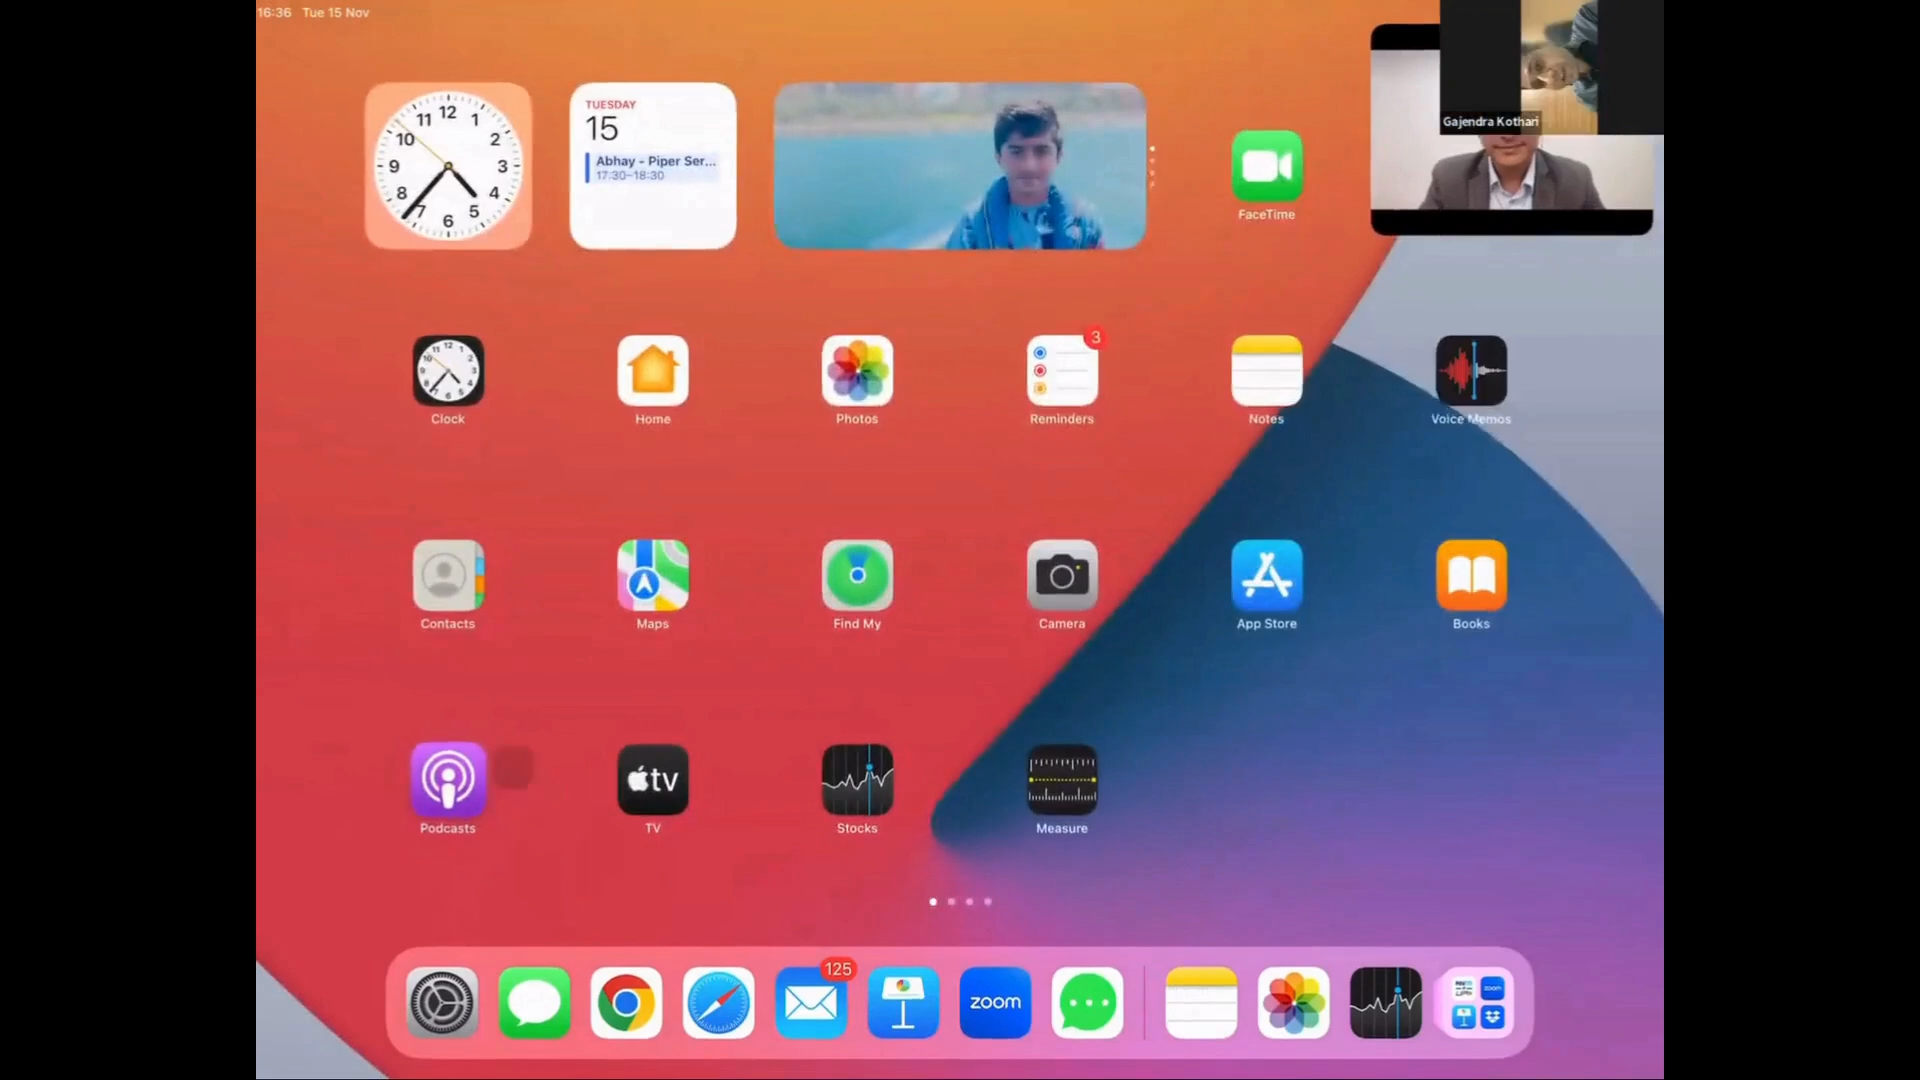 16:36 Tue 15 Nov
12
11 1
10 2
9 3
8 4
7 5
6
TUESDAY
15
Abhay - Piper Ser...
17:30–18:30
FaceTime
Gajendra Kothari
3
Clock
Home
Photos
Reminders
Notes
Voice Memos
Contacts
Maps
Find My
Camera
App Store
Books
tv
Podcasts
TV
Stocks
Measure
125
zoom
zoom